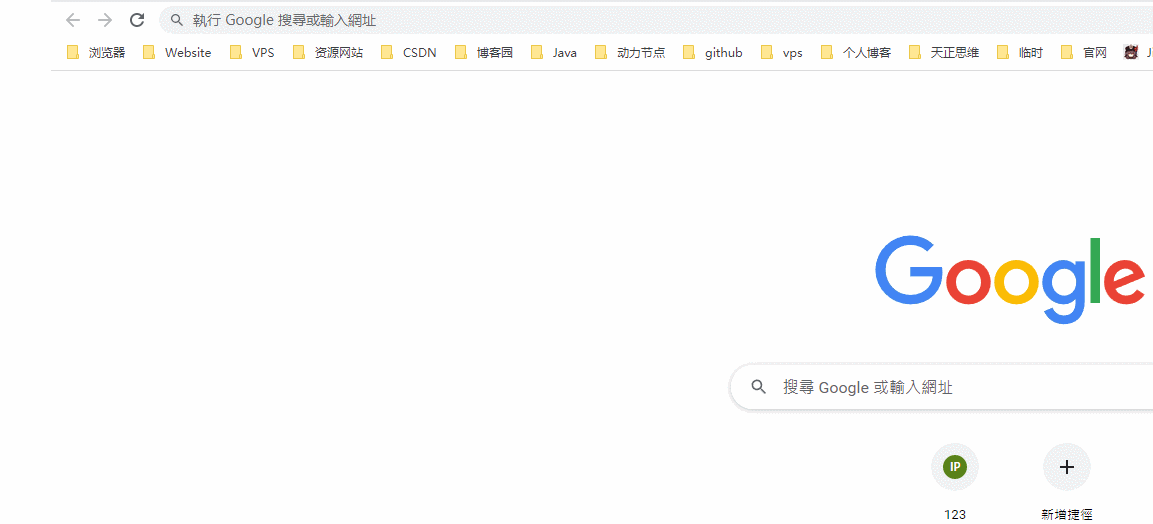 執行 Google 搜尋或輸入網址
浏览器 Website VPS 资源网站 CSDN 博客园 Java 动力节点 github vps 个人博客 天正思维 临时 官网
Google
搜尋 Google 或輸入網址
IP
123 新增捷徑